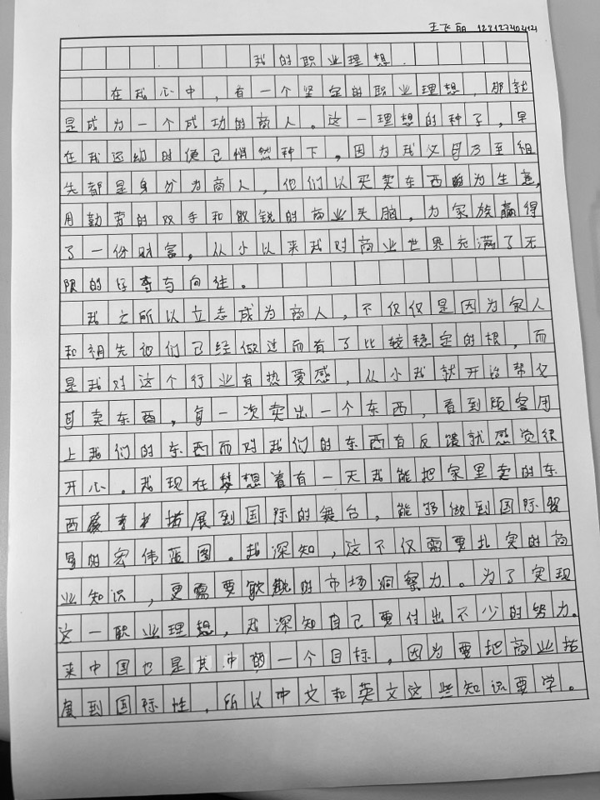 王飞丽
我的职业理想
在我心中，有一个坚定的职业理想，那就
是成为一个成功的商人。这一理想的种子，早
在我还幼时便已悄然种下，因为我父母乃至祖
先都是身分为商人，他们以买卖东西为生意，
用勤劳的双手和敏锐的商业头脑，为家族赢得
了一份财富，从小以来我对商业世界充满了无
限的好奇与向往。
我之所以立志成为商人，不仅仅是因为家人
和祖先他们已经做过而有了比较稳定的根，而
是我对这个行业有热爱感，从小我就开始帮父
母卖东西，每一次卖出一个东西，看到顾客用
上我们的东西而对我们的东西有反馈就感觉很
开心。我现在梦想着有一天我能把家里卖的东
西拓展到国际的舞台，能够做到国际贸
易的宏伟蓝图。我深知，这不仅需要扎实的商
业知识，更需要敏锐的市场洞察力。为了实现
这一职业理想，我深知自己要付出不少的努力。
来中国也是其中的一个目标，因为要把商业拓
展到国际性，所以中文和英文这些知识要学。